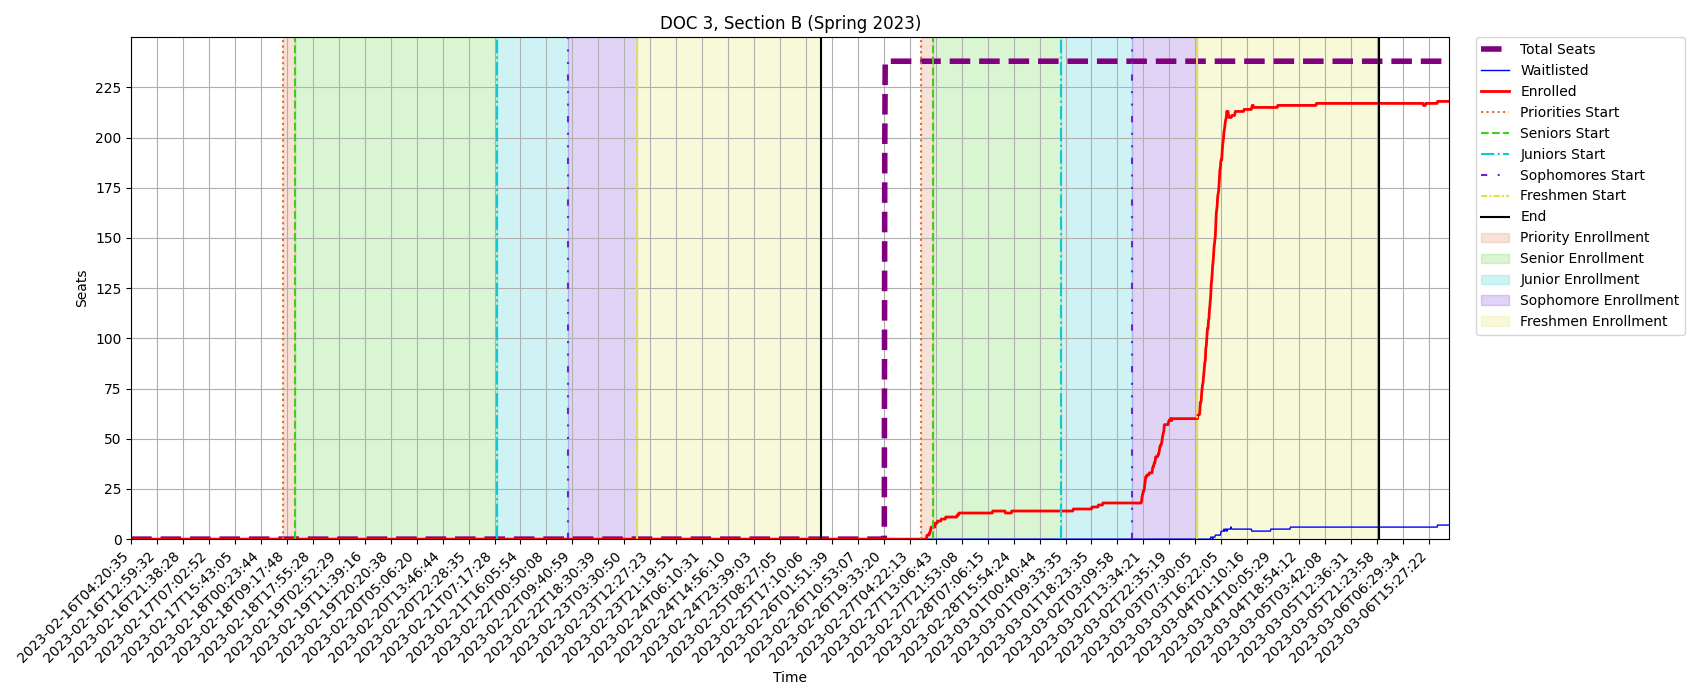 DOC 3, Section B (Spring 2023)
Seats
225
200
175
150
125
100
75
50
25
0
2023-02-16T04:20:35
2023-02-16T12:59:32
2023-02-16T21:38:28
2023-02-17T07:02:52
2023-02-17T15:43:05
2023-02-18T00:23:44
2023-02-18T09:17:48
2023-02-18T17:55:28
2023-02-19T02:52:29
2023-02-19T11:39:16
2023-02-19T20:20:38
2023-02-20T05:06:20
2023-02-20T13:46:44
2023-02-20T22:28:35
2023-02-21T07:17:28
2023-02-21T16:05:54
2023-02-22T00:50:08
2023-02-22T09:40:59
2023-02-22T18:30:39
2023-02-23T03:30:50
2023-02-23T12:27:23
2023-02-23T21:19:51
2023-02-24T06:10:31
2023-02-24T14:56:10
2023-02-24T23:39:03
2023-02-25T08:27:05
2023-02-25T17:10:06
2023-02-26T01:51:39
2023-02-26T10:53:07
2023-02-26T19:33:20
2023-02-27T04:22:13
2023-02-27T13:06:43
2023-02-27T21:53:08
2023-02-28T07:06:15
2023-02-28T15:54:24
2023-03-01T00:40:44
2023-03-01T09:33:35
2023-03-01T18:23:35
2023-03-02T03:09:58
2023-03-02T13:34:21
2023-03-02T22:35:19
2023-03-03T07:30:05
2023-03-03T16:22:05
2023-03-04T01:10:16
2023-03-04T10:05:29
2023-03-04T18:54:12
2023-03-05T03:42:08
2023-03-05T12:36:31
2023-03-05T21:23:58
2023-03-06T06:29:34
2023-03-06T15:27:22
Time
Total Seats
Waitlisted
Enrolled
Priorities Start
Seniors Start
Juniors Start
Sophomores Start
Freshmen Start
End
Priority Enrollment
Senior Enrollment
Junior Enrollment
Sophomore Enrollment
Freshmen Enrollment